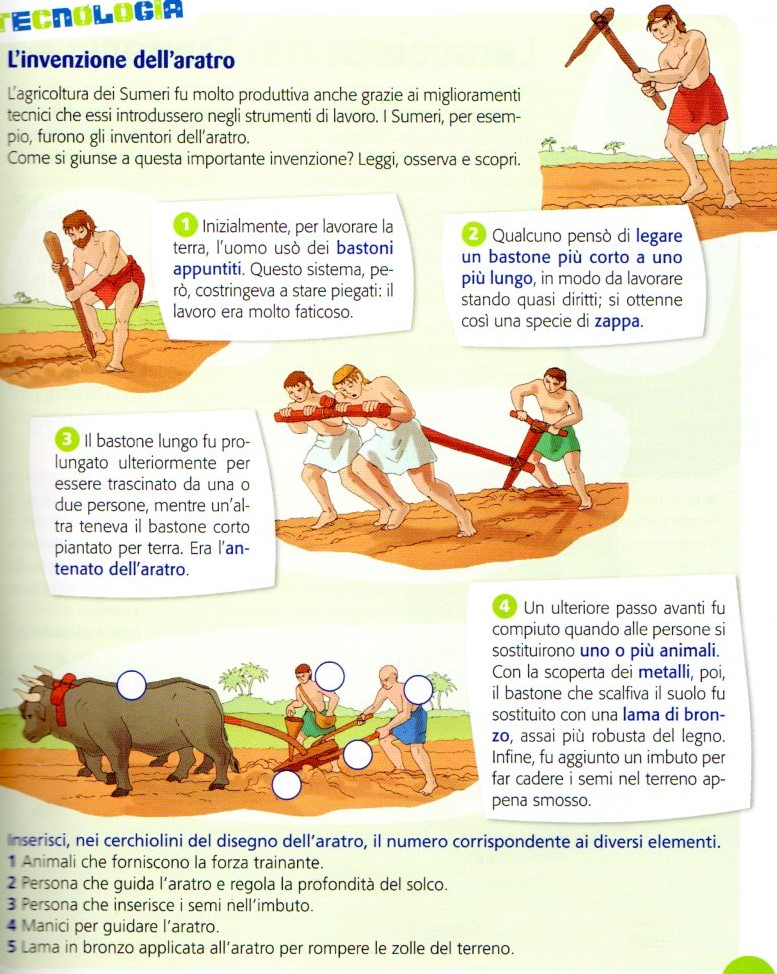 TECNOLOGIA
L'invenzione dell'aratro
L'agricoltura dei Sumeri fu molto produttiva anche grazie ai miglioramenti
tecnici che essi introdussero negli strumenti di lavoro. I Sumeri, per esem-
pio, furono gli inventori dell'aratro.
Come si giunse a questa importante invenzione? Leggi, osserva e scopri.
1 Inizialmente, per lavorare la
terra, l'uomo usò dei bastoni
appuntiti. Questo sistema, pe-
rò, costringeva a stare piegati: il
lavoro era molto faticoso.
2 Qualcuno pensò di legare
un bastone più corto a uno
più lungo, in modo da lavorare
stando quasi diritti; si ottenne
così una specie di zappa.
3 Il bastone lungo fu pro-
lungato ulteriormente per
essere trascinato da una o
due persone, mentre un'al-
tra teneva il bastone corto
piantato per terra. Era l'an-
tenato dell'aratro.
4 Un ulteriore passo avanti fu
compiuto quando alle persone si
sostituirono uno o più animali.
Con la scoperta dei metalli, poi,
il bastone che scalfiva il suolo fu
sostituito con una lama di bron-
zo, assai più robusta del legno.
Infine, fu aggiunto un imbuto per
far cadere i semi nel terreno ap-
pena smosso.
Inserisci, nei cerchiolini del disegno dell'aratro, il numero corrispondente ai diversi elementi.
1 Animali che forniscono la forza trainante.
2 Persona che guida l'aratro e regola la profondità del solco.
3 Persona che inserisce i semi nell'imbuto.
4 Manici per guidare l'aratro.
5 Lama in bronzo applicata all'aratro per rompere le zolle del terreno.